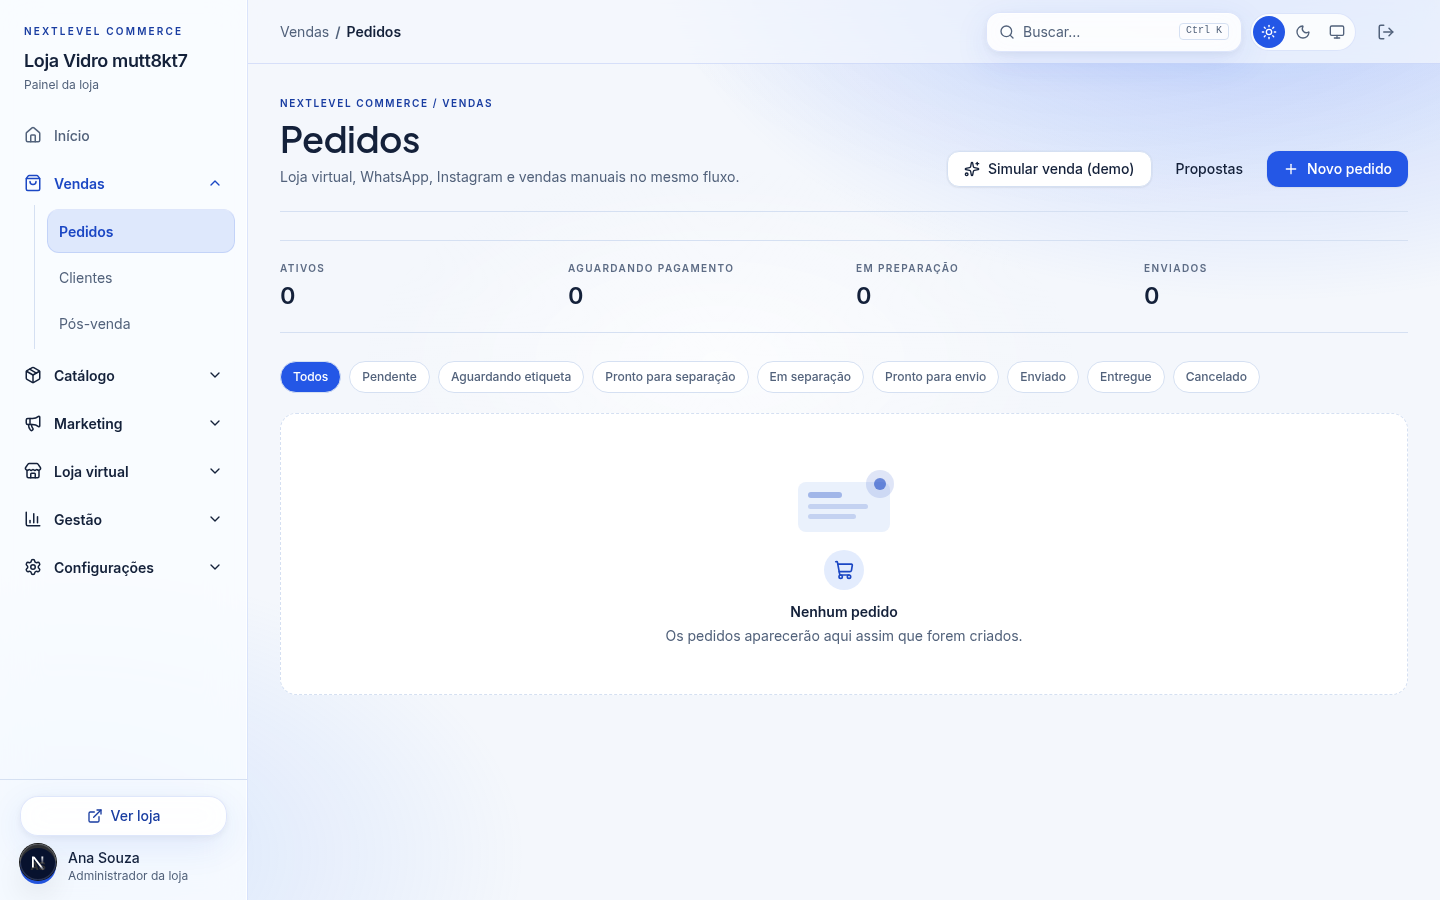 NEXTLEVEL COMMERCE
Loja Vidro mutt8kt7
Painel da loja
Início
Vendas
Pedidos
Clientes
Pós-venda
Catálogo
Marketing
Loja virtual
Gestão
Configurações
Ver loja
N
Ana Souza
Administrador da loja
Vendas / Pedidos
Buscar...
Ctrl K
NEXTLEVEL COMMERCE / VENDAS
Pedidos
Loja virtual, WhatsApp, Instagram e vendas manuais no mesmo fluxo.
Simular venda (demo)
Propostas
Novo pedido
ATIVOS
0
AGUARDANDO PAGAMENTO
0
EM PREPARAÇÃO
0
ENVIADOS
0
Todos
Pendente
Aguardando etiqueta
Pronto para separação
Em separação
Pronto para envio
Enviado
Entregue
Cancelado
Nenhum pedido
Os pedidos aparecerão aqui assim que forem criados.